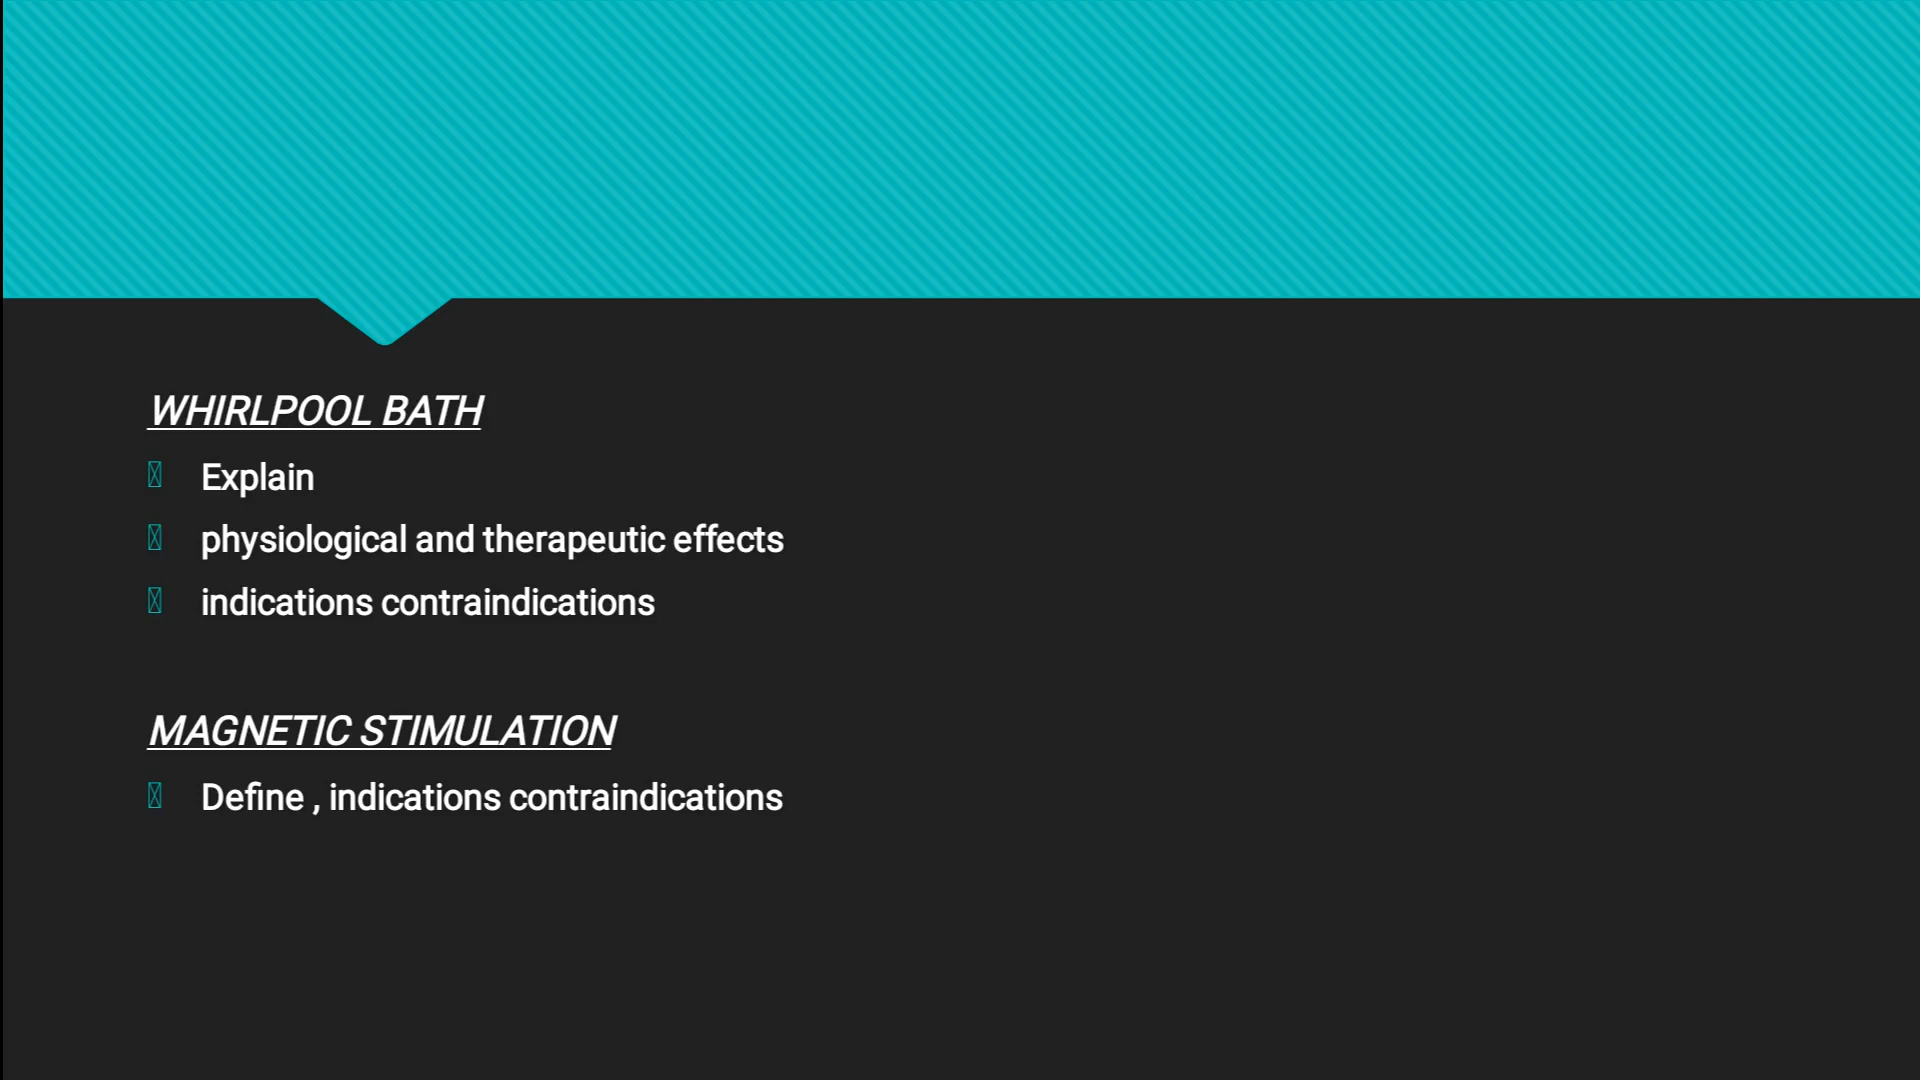 WHIRLPOOL BATH
Explain
physiological and therapeutic effects
indications contraindications
MAGNETIC STIMULATION
Define , indications contraindications